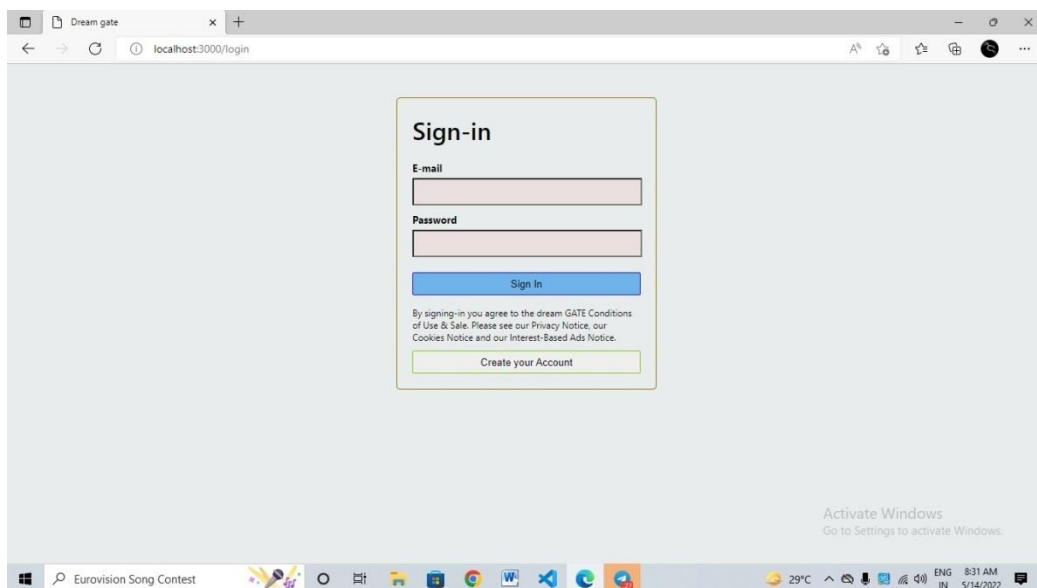 Dream gate
localhost:3000/login
Sign-in
E-mail
Password
Sign In
By signing-in you agree to the dream GATE Conditions
of Use & Sale. Please see our Privacy Notice, our
Cookies Notice and our Interest-Based Ads Notice.
Create your Account
Activate Windows
Go to Settings to activate Windows.
Eurovision Song Contest
29°C
ENG
IN
8:31 AM
5/14/2022